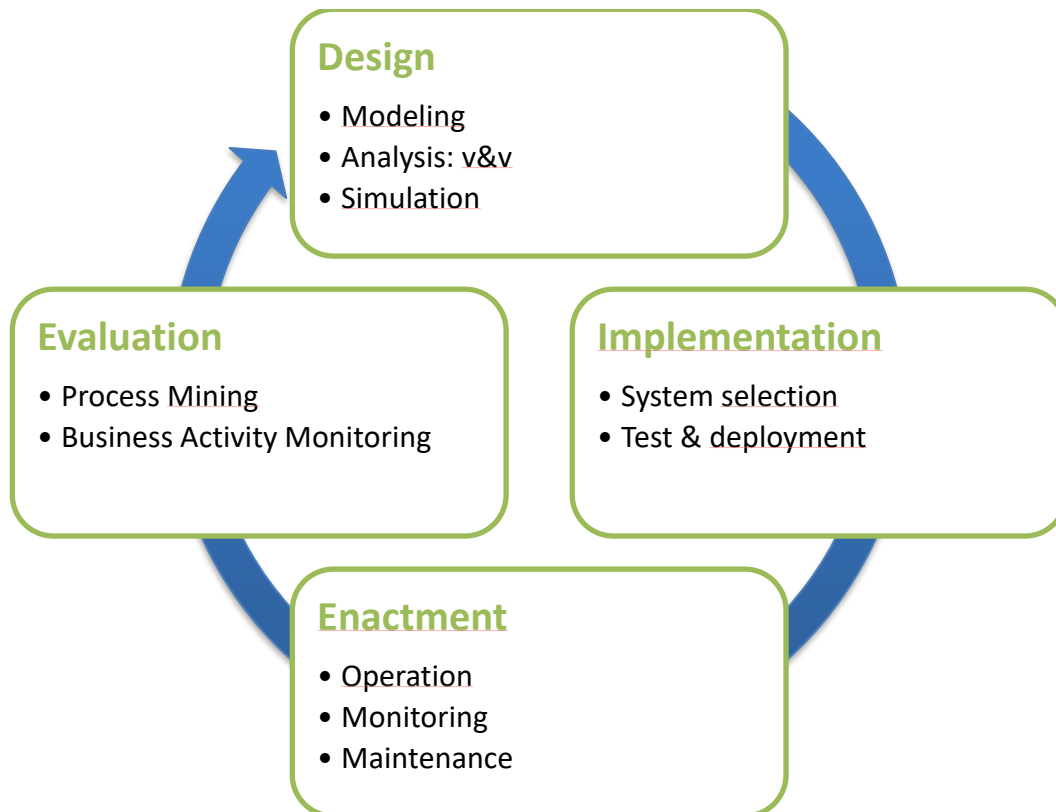 Design
• Modeling
• Analysis: v&v
• Simulation
Evaluation
• Process Mining
• Business Activity Monitoring
Implementation
• System selection
• Test & deployment
Enactment
• Operation
• Monitoring
• Maintenance